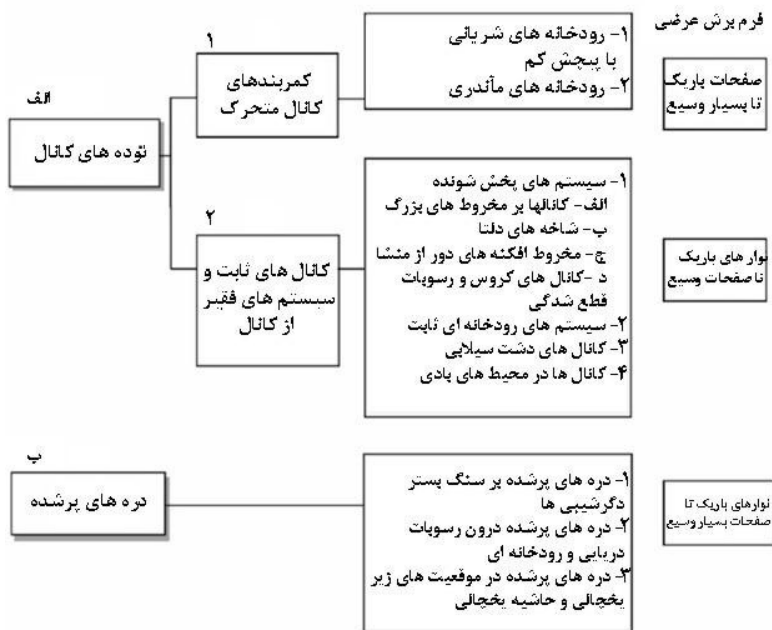 فرم برش عرضی
۱
۱- رودخانه های شریانی
با پیچش کم
۲- رودخانه های مآندری
کمربندهای
کانال متحرک
صفحات باریک
تا بسیار وسیع
الف
توده های کانال
۲
کانال های ثابت و
سیستم های فقیر
از کانال
۱- سیستم های پخش شونده
الف- کانالها بر مخروط های بزرگ
ب- شاخه های دلتا
ج- مخروط افکنه های دور از منشا
د -کانال های کروس و رسوبات
قطع شدگی
۲- سیستم های رودخانه ای ثابت
۳- کانال های دشت سیلابی
۴- کانال ها در محیط های بادی
نوار های باریک
تا صفحات وسیع
ب
دره های پرشده
۱- دره های پرشده بر سنگ بستر
دگرشیبی ها
۲- دره های پرشده درون رسوبات
دریایی و رودخانه ای
۳- دره های پرشده در موقعیت های زیر
یخچالی و حاشیه یخچالی
نوارهای باریک تا
صفحات بسیار وسیع